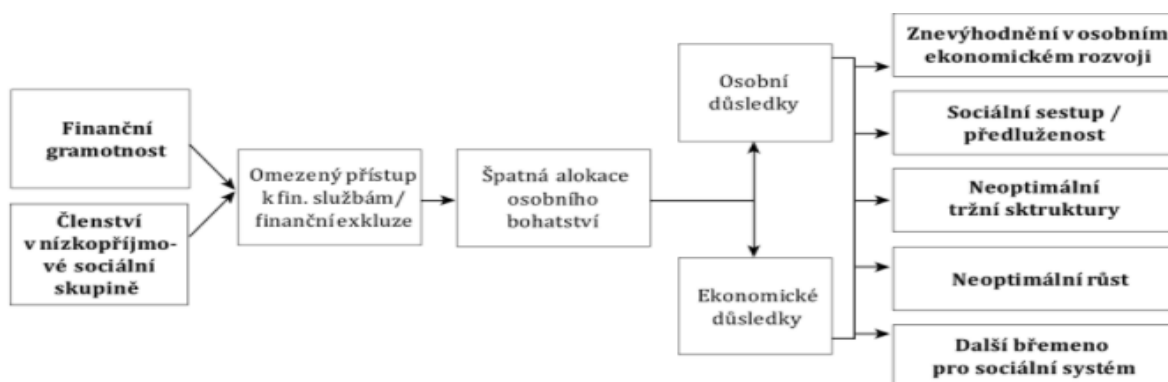 Finanční
gramotnost
Členství
v nízkopříjmo-
vé sociální
skupině
Omezený přístup
k fin. službám/
finanční exkluze
Špatná alokace
osobního
bohatství
Osobní
důsledky
Ekonomické
důsledky
Znevýhodnění v osobním
ekonomickém rozvoji
Sociální sestup /
předluženost
Neoptimální
tržní sktruktury
Neoptimální růst
Další břemeno
pro sociální systém